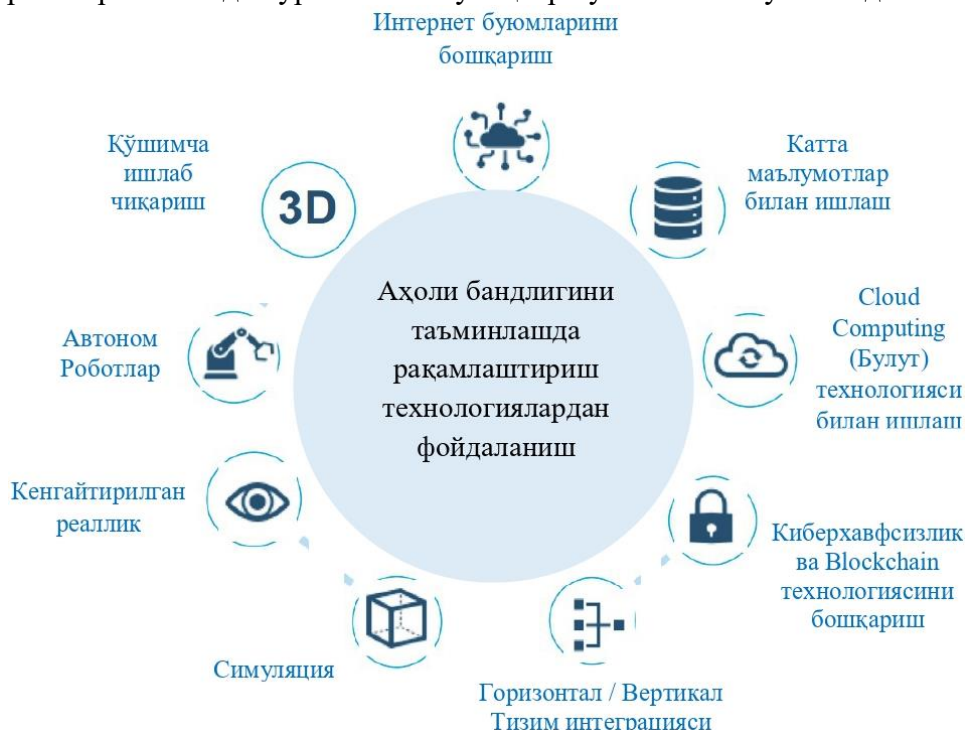 Интернет буюмларини
бошқариш
Қўшимча
ишлаб
чиқариш
3D
Катта
маълумотлар
билан ишлаш
Аҳоли бандлигини
таъминлашда
рақамлаштириш
технологиялардан
фойдаланиш
Автоном
Роботлар
Cloud
Computing
(Булут)
технологияси
билан ишлаш
Кенгайтирилган
реаллик
Киберхавфсизлик
ва Blockchain
технологиясини
бошқариш
Симуляция
Горизонтал / Вертикал
Тизим интеграцияси